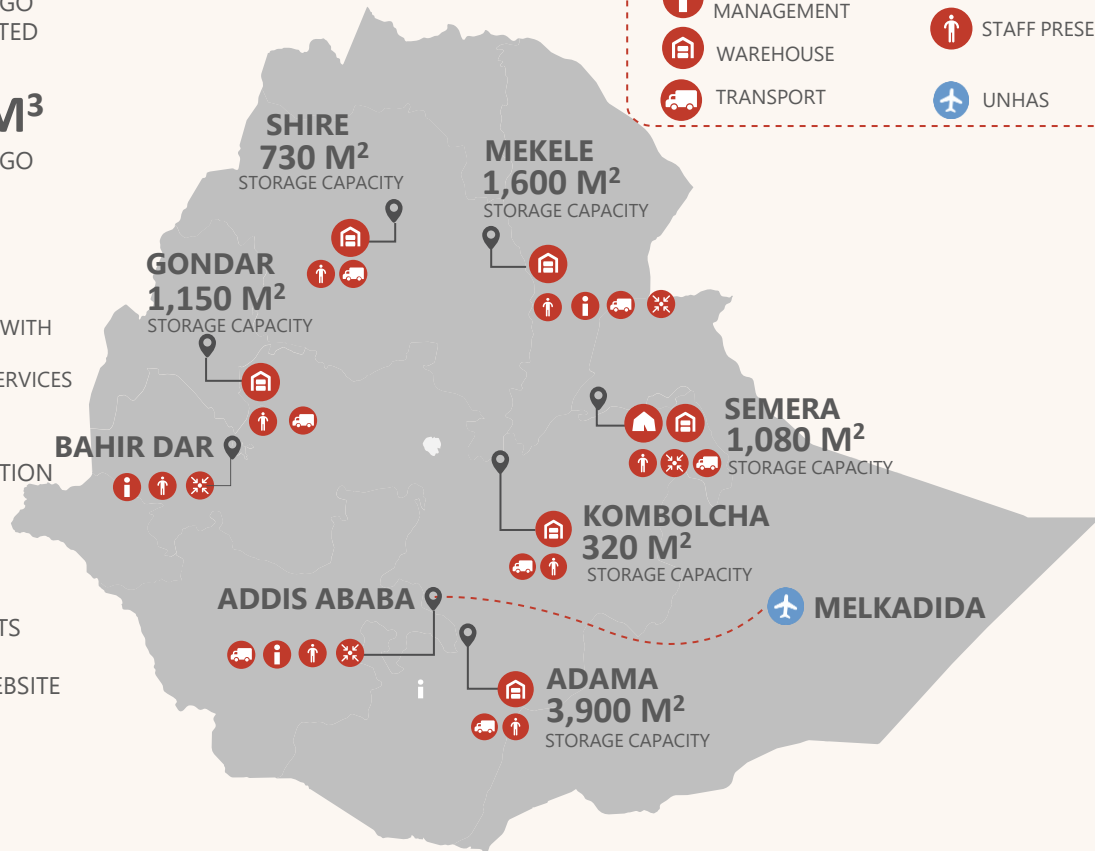 GO
TED
M³
GO
WITH
ERVICES
TION
TS
EBSITE
MANAGEMENT
WAREHOUSE
TRANSPORT
STAFF PRESE
UNHAS
SHIRE
730 M²
STORAGE CAPACITY
MEKELE
1,600 M²
STORAGE CAPACITY
GONDAR
1,150 M²
STORAGE CAPACITY
BAHIR DAR
SEMERA
1,080 M²
STORAGE CAPACITY
KOMBOLCHA
320 M²
STORAGE CAPACITY
ADDIS ABABA
MELKADIDA
ADAMA
3,900 M²
STORAGE CAPACITY